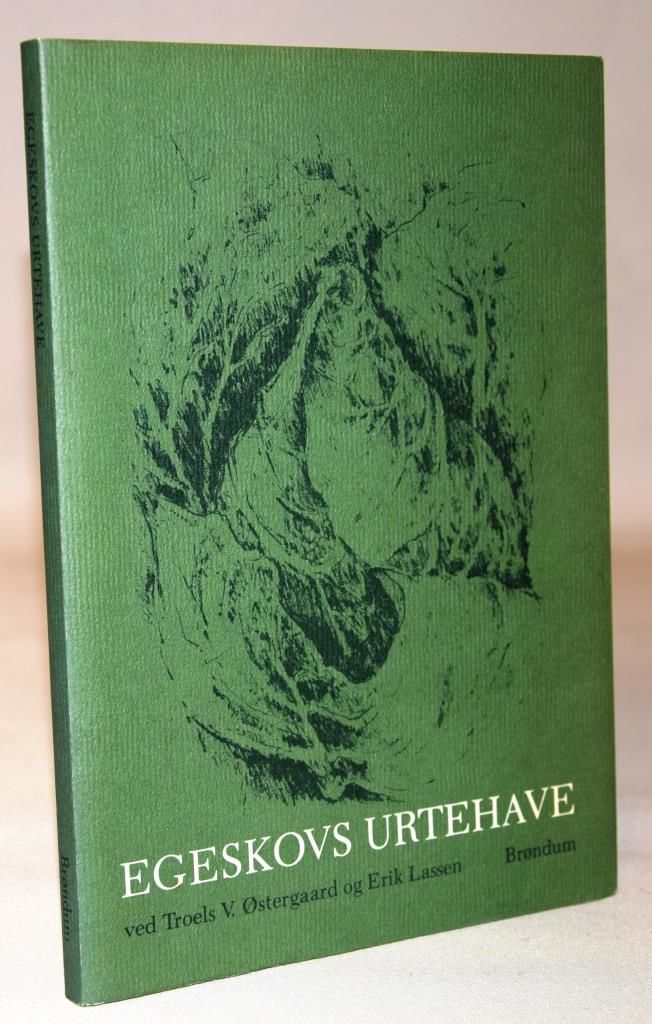 EGESKOVS URTEHAVE
Brøndum
EGESKOVS URTEHAVE
ved Troels V. Østergaard og Erik Lassen
Brøndum